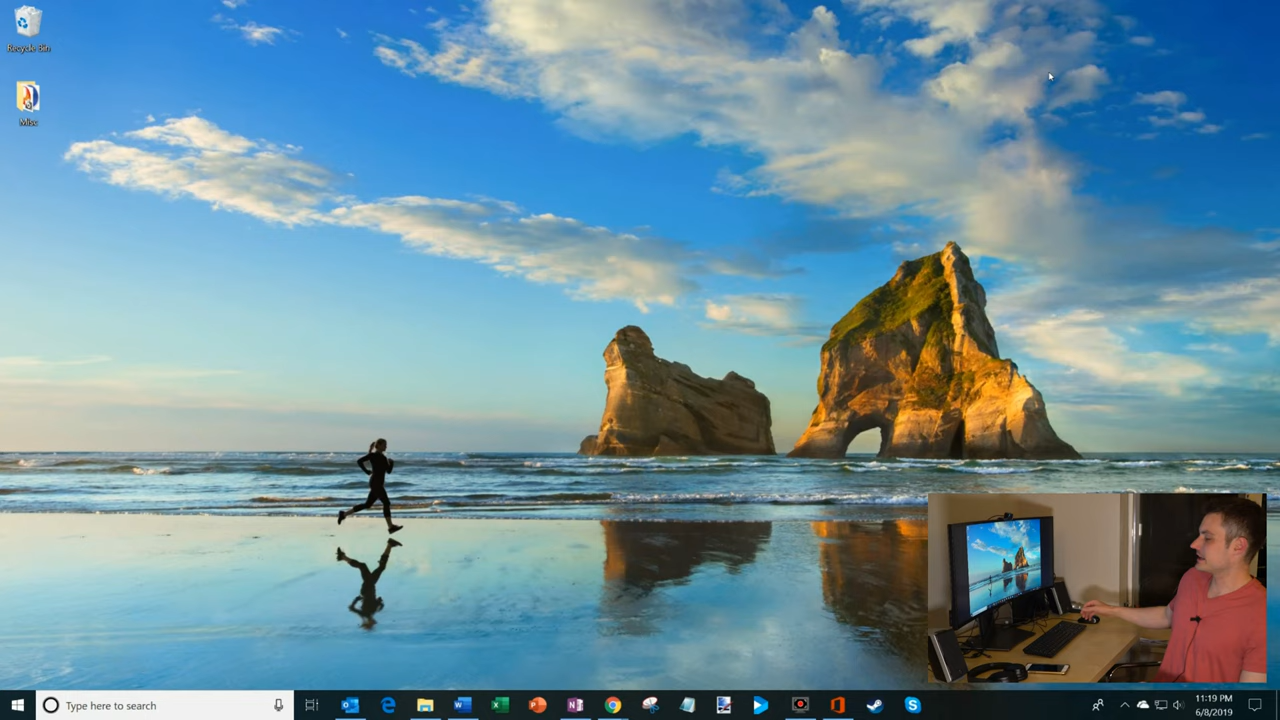 Recycle Bin
Misc
Type here to search
11:19 PM
6/8/2019